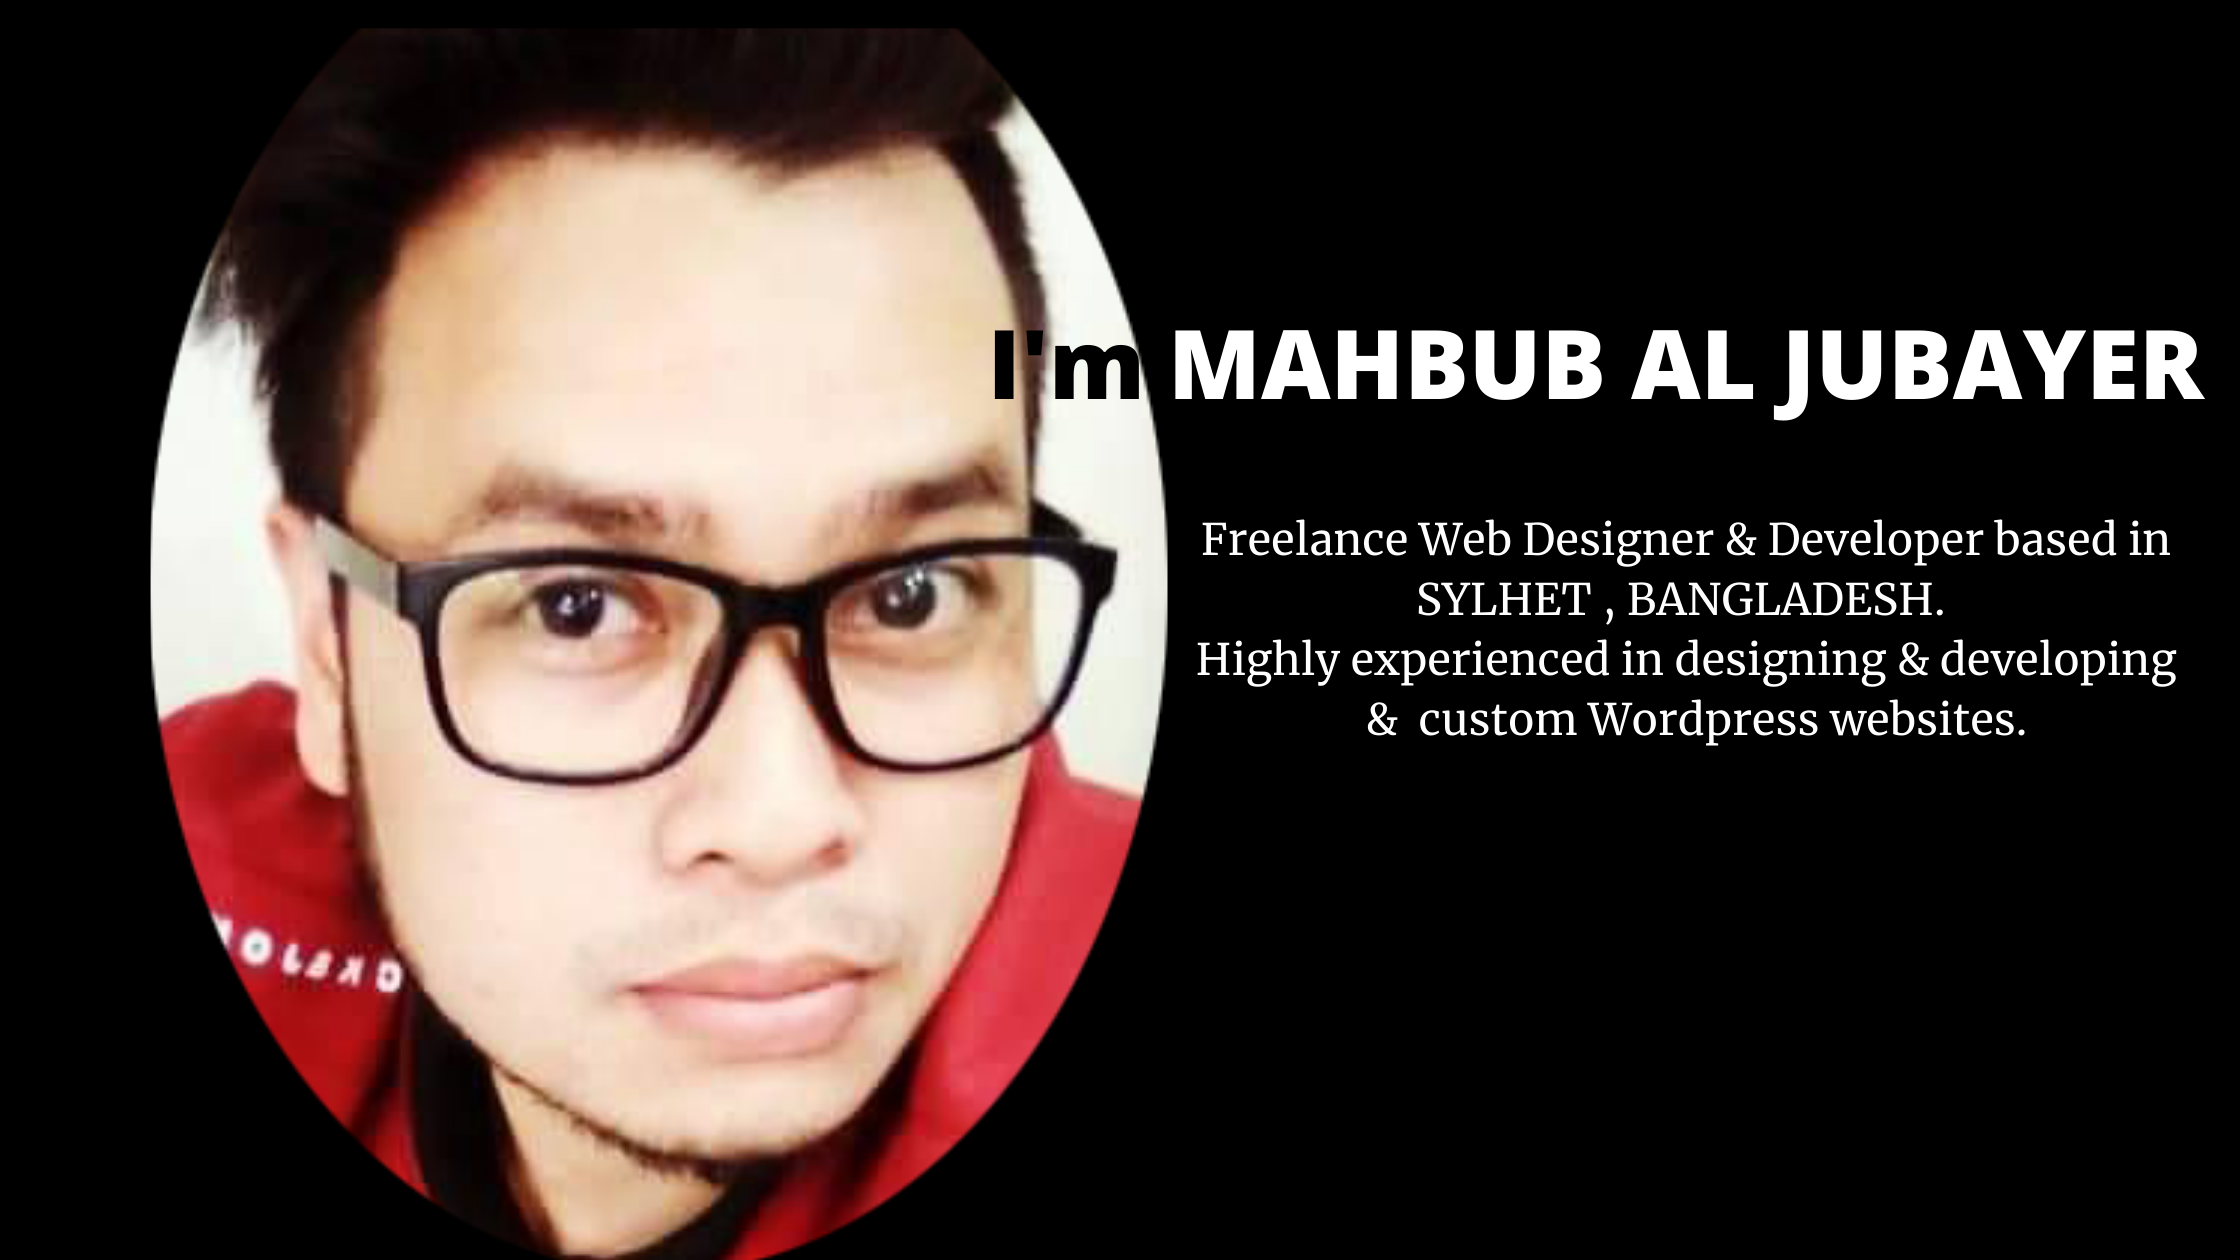 I'm MAHBUB AL JUBAYER
Freelance Web Designer & Developer based in
SYLHET , BANGLADESH.
Highly experienced in designing & developing
&  custom Wordpress websites.